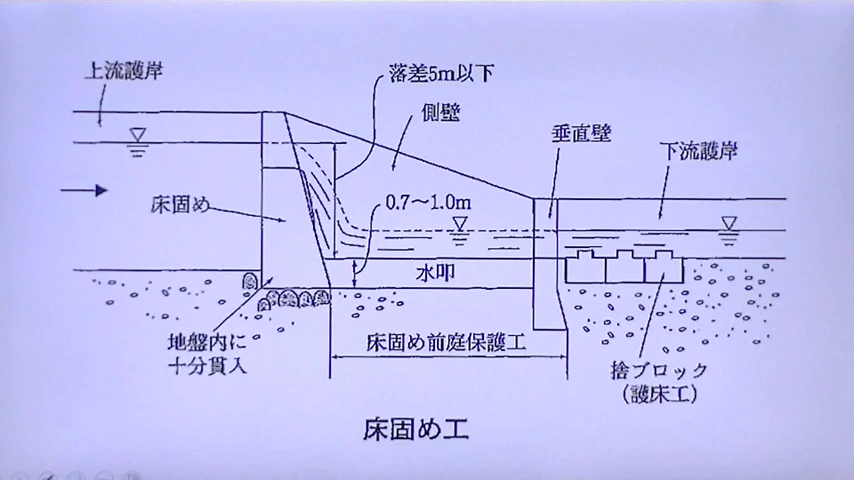 上流護岸
落差5m以下
側壁
垂直壁
下流護岸
床固め
0.7～1.0m
水叩
地盤内に
十分貫入
床固め前庭保護工
捨ブロック
（護床工）
床固め工